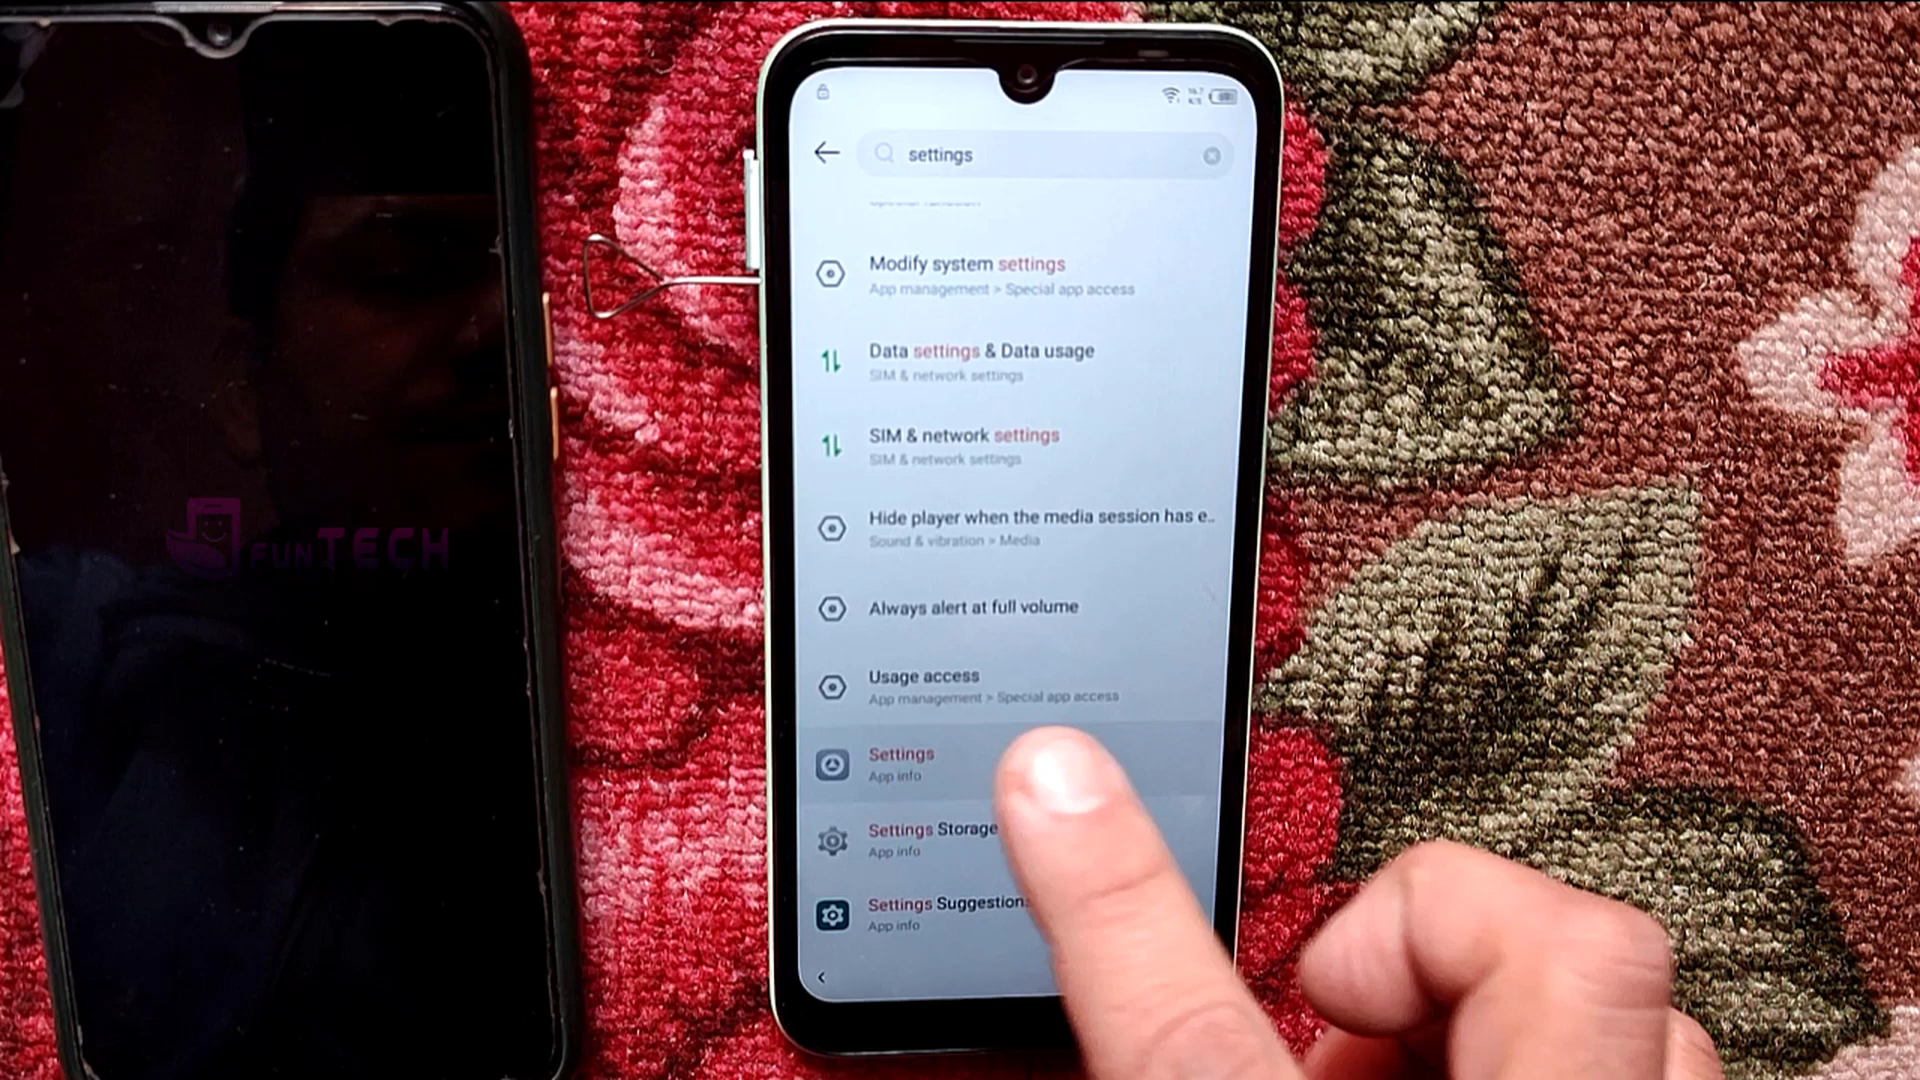 settings
Modify system settings
App management > Special app access
Data settings & Data usage
SIM & network settings
SIM & network settings
SIM & network settings
Hide player when the media session has e..
Sound & vibration > Media
Always alert at full volume
Usage access
App management > Special app access
Settings
App info
Settings Storage
App info
Settings Suggestion
App info
FUNTECH